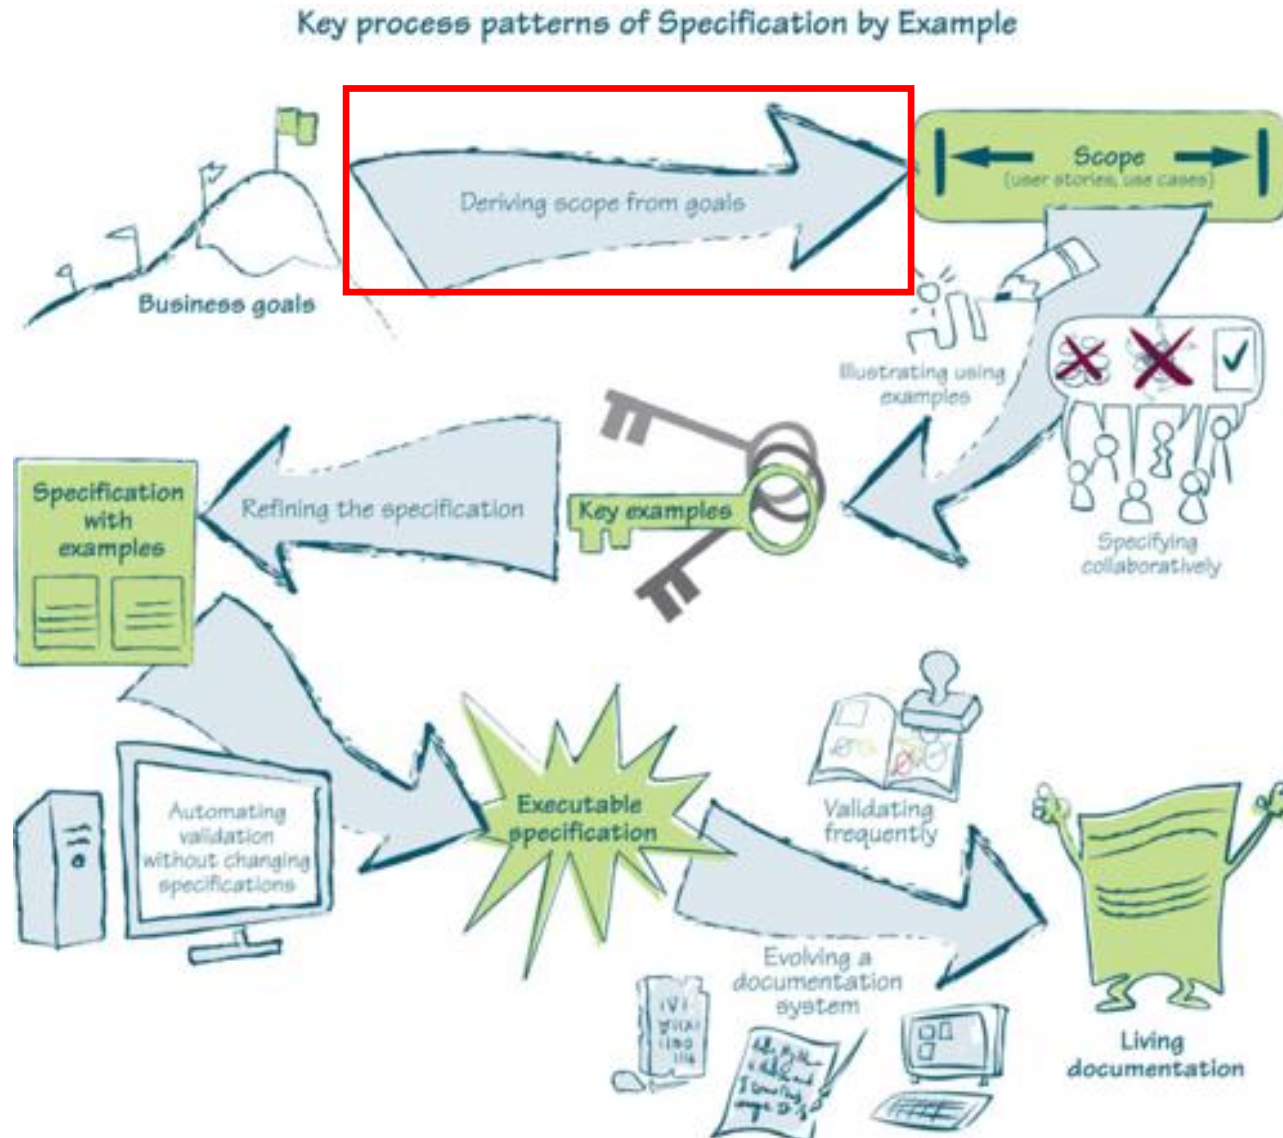 Key process patterns of Specification by Example
Deriving scope from goals
Scope
(user stories, use cases)
Business goals
Illustrating using
examples
Specifying
collaboratively
Key examples
Refining the specification
Specification
with
examples
Automating
validation
without changing
specifications
Executable
specification
Validating
frequently
Evolving a
documentation
system
Living
documentation